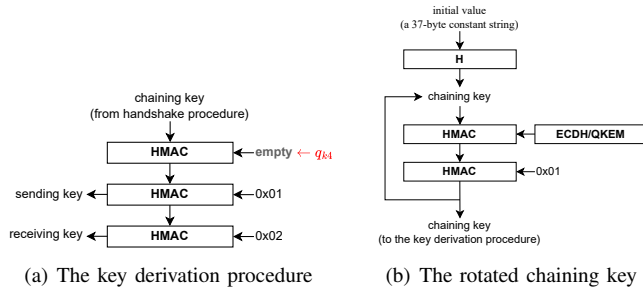 chaining key
(from handshake procedure)
HMAC
empty ← qk4
sending key
HMAC
0x01
receiving key
HMAC
0x02
(a) The key derivation procedure
initial value
(a 37-byte constant string)
H
chaining key
HMAC
ECDH/QKEM
HMAC
0x01
chaining key
(to the key derivation procedure)
(b) The rotated chaining key